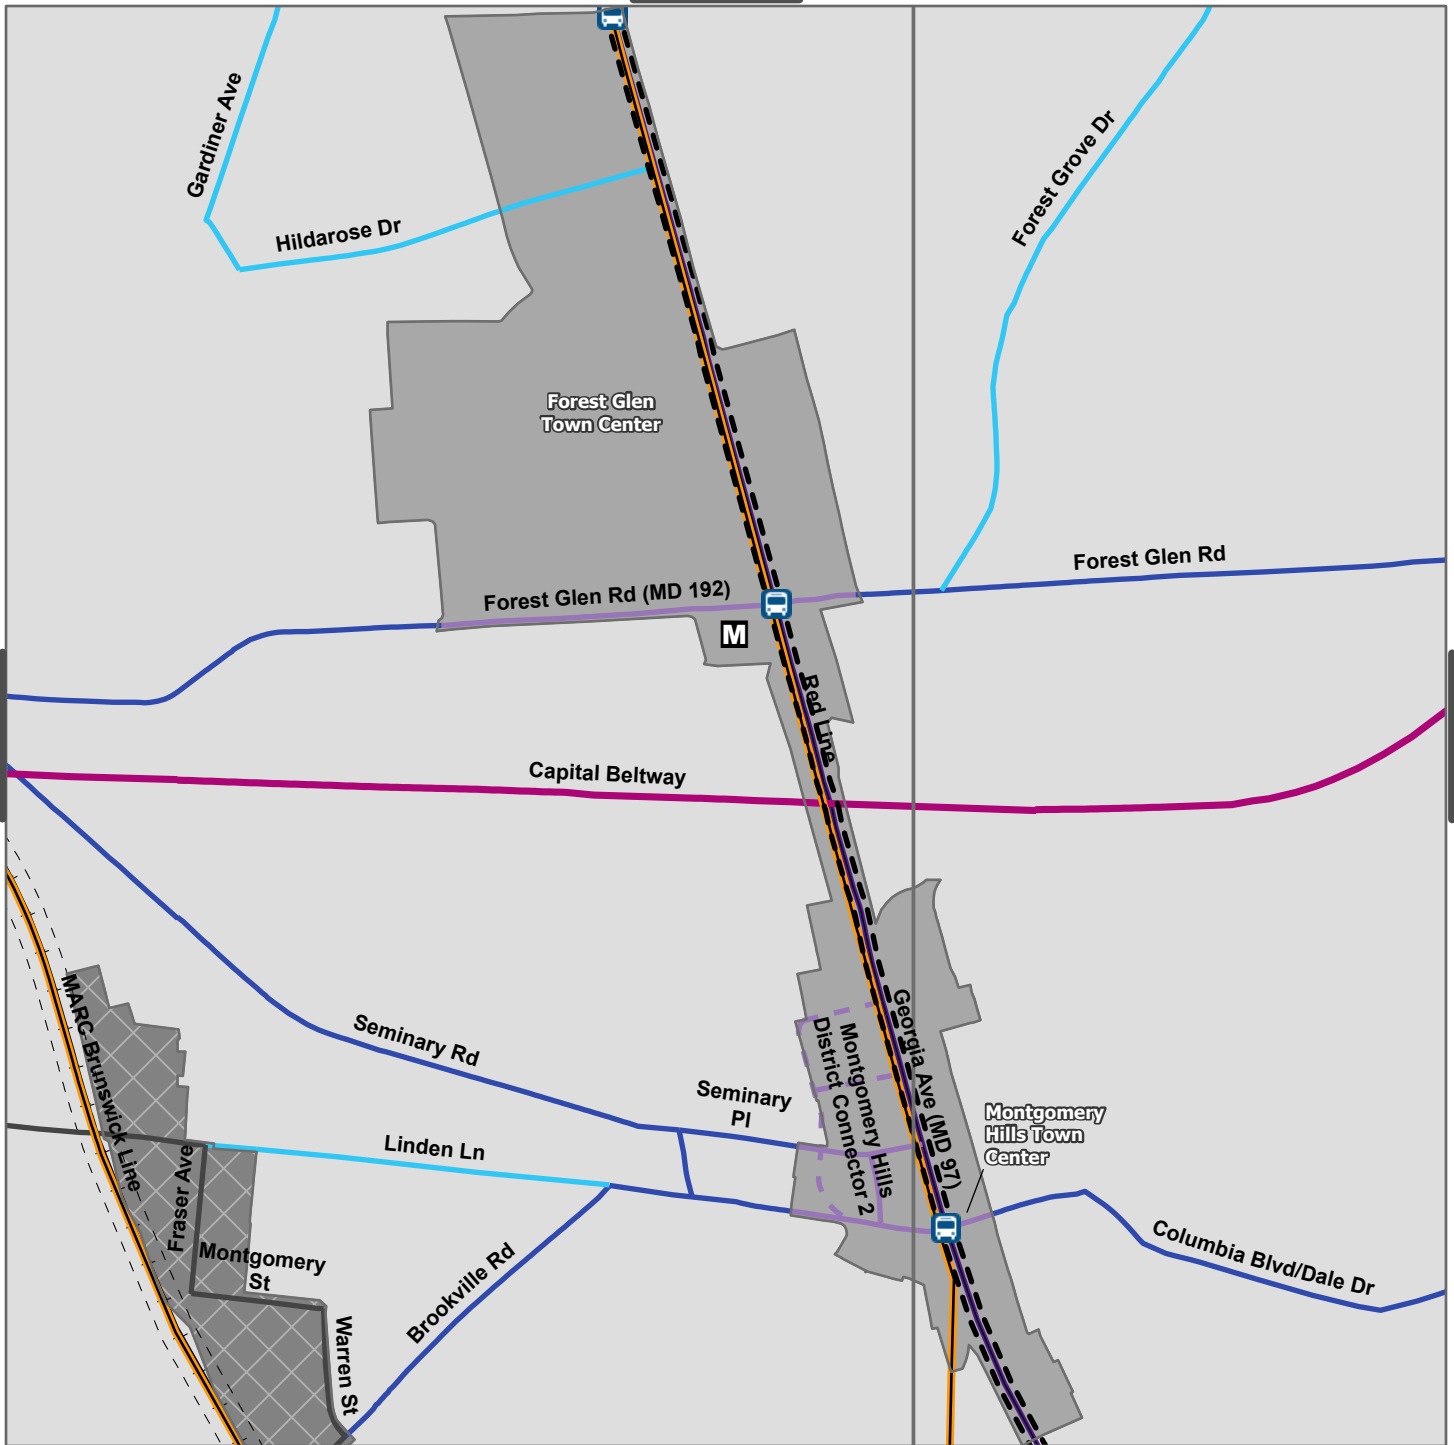 Gardiner Ave
Hildarose Dr
Forest Grove Dr
Forest Glen
Town Center
Forest Glen Rd (MD 192)
Forest Glen Rd
M
Red Line
Capital Beltway
MARC Brunswick Line
Seminary Rd
Seminary
Pl
Montgomery Hills
District Connector 2
Georgia Ave (MD 97)
Montgomery
Hills Town
Center
Linden Ln
Fraser Ave
Montgomery
St
Brookville Rd
Warren St
Columbia Blvd/Dale Dr